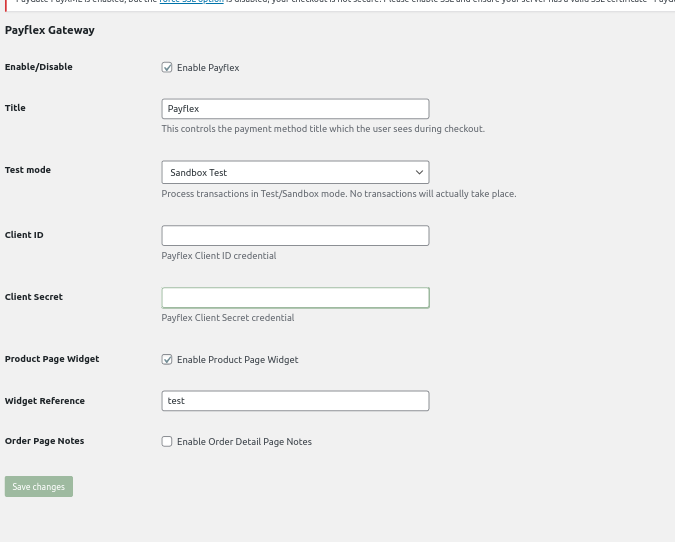 Paygate PayXML is enabled, but the force SSL option is disabled; your checkout is not secure! Please enable SSL and ensure your server has a valid SSL certificate
Payflex Gateway
Enable/Disable
Enable Payflex
Title
Payflex
This controls the payment method title which the user sees during checkout.
Test mode
Sandbox Test
Process transactions in Test/Sandbox mode. No transactions will actually take place.
Client ID
Payflex Client ID credential
Client Secret
Payflex Client Secret credential
Product Page Widget
Enable Product Page Widget
Widget Reference
test
Order Page Notes
Enable Order Detail Page Notes
Save changes